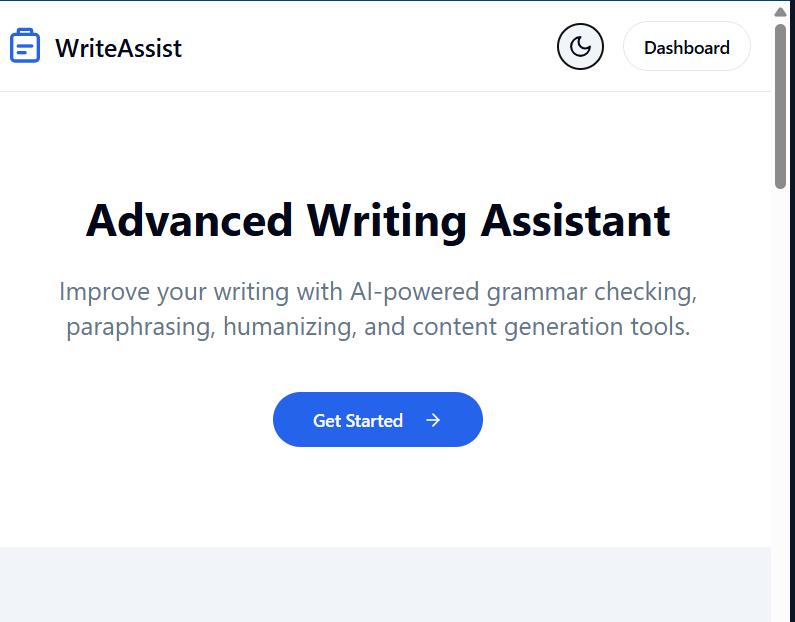 WriteAssist
Dashboard
Advanced Writing Assistant
Improve your writing with AI-powered grammar checking,
paraphrasing, humanizing, and content generation tools.
Get Started